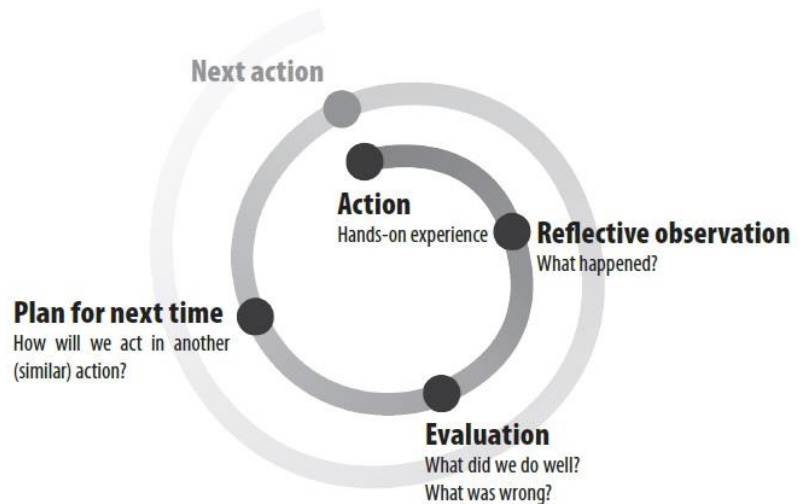 Next action
Action
Hands-on experience
Reflective observation
What happened?
Plan for next time
How will we act in another
(similar) action?
Evaluation
What did we do well?
What was wrong?